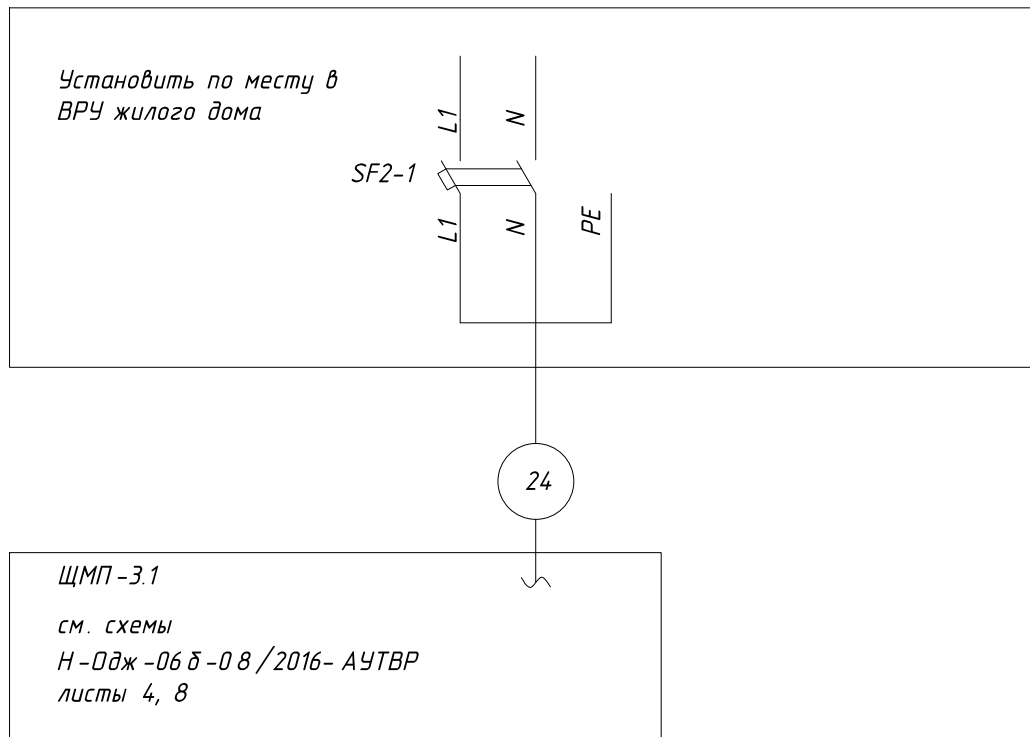 Установить по месту в
ВРУ жилого дома
L1
N
SF2-1
L1
N
PE
24
ЩМП-3.1
см. схемы
Н-Одж-06б-08/2016-АУТВР
листы 4, 8